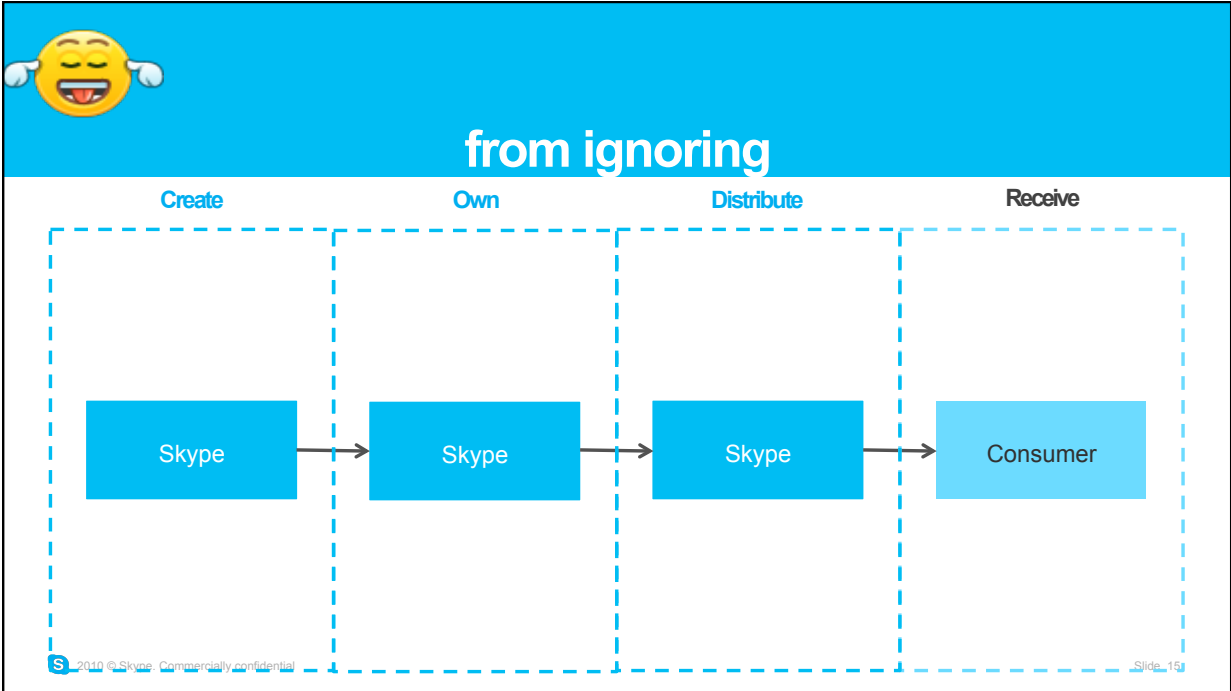 from ignoring
Create Own Distribute Receive
Skype Skype Skype Consumer
S 2010 © Skype. Commercially confidential Slide 15